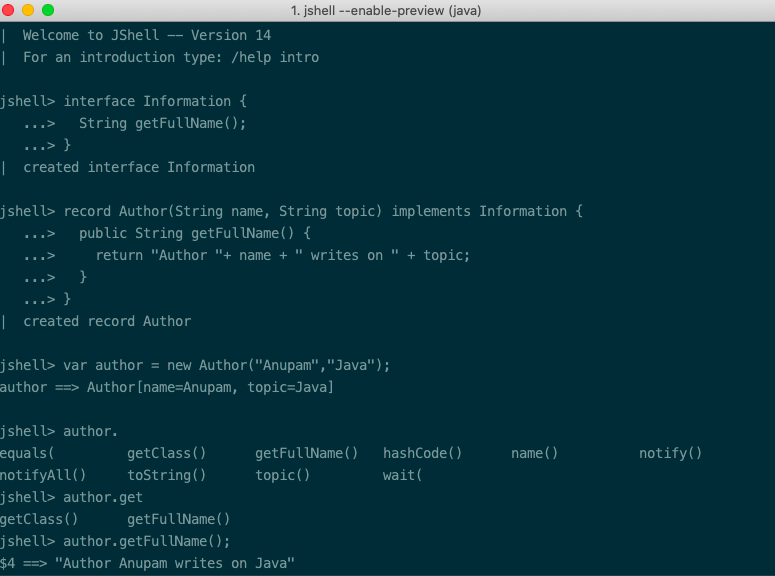 1. jshell --enable-preview (java)
|  Welcome to JShell -- Version 14
|  For an introduction type: /help intro
jshell> interface Information {
   ...>   String getFullName();
   ...> }
|  created interface Information
jshell> record Author(String name, String topic) implements Information {
   ...>   public String getFullName() {
   ...>     return "Author "+ name + " writes on " + topic;
   ...>   }
   ...> }
|  created record Author
jshell> var author = new Author("Anupam","Java");
author ==> Author[name=Anupam, topic=Java]
jshell> author.
equals(         getClass()      getFullName()   hashCode()      name()          notify()
notifyAll()     toString()      topic()         wait(
jshell> author.get
getClass()      getFullName()
jshell> author.getFullName();
$4 ==> "Author Anupam writes on Java"